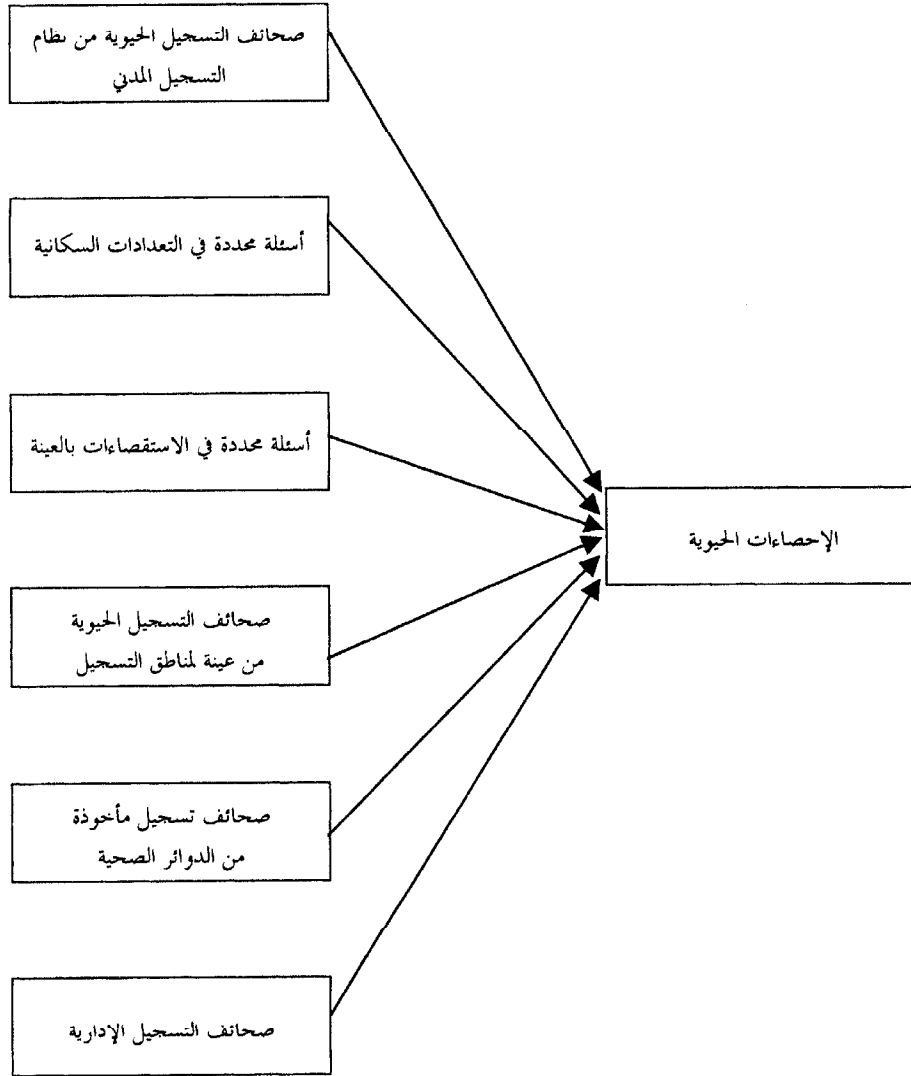 صحائف التسجيل الحيوية من نظام
التسجيل المدني
أسئلة محددة في التعدادات السكانية
أسئلة محددة في الاستقصاءات بالعينة
الإحصاءات الحيوية
صحائف التسجيل الحيوية
من عينة لمناطق التسجيل
صحائف تسجيل مأخوذة
من الدوائر الصحية
صحائف التسجيل الإدارية